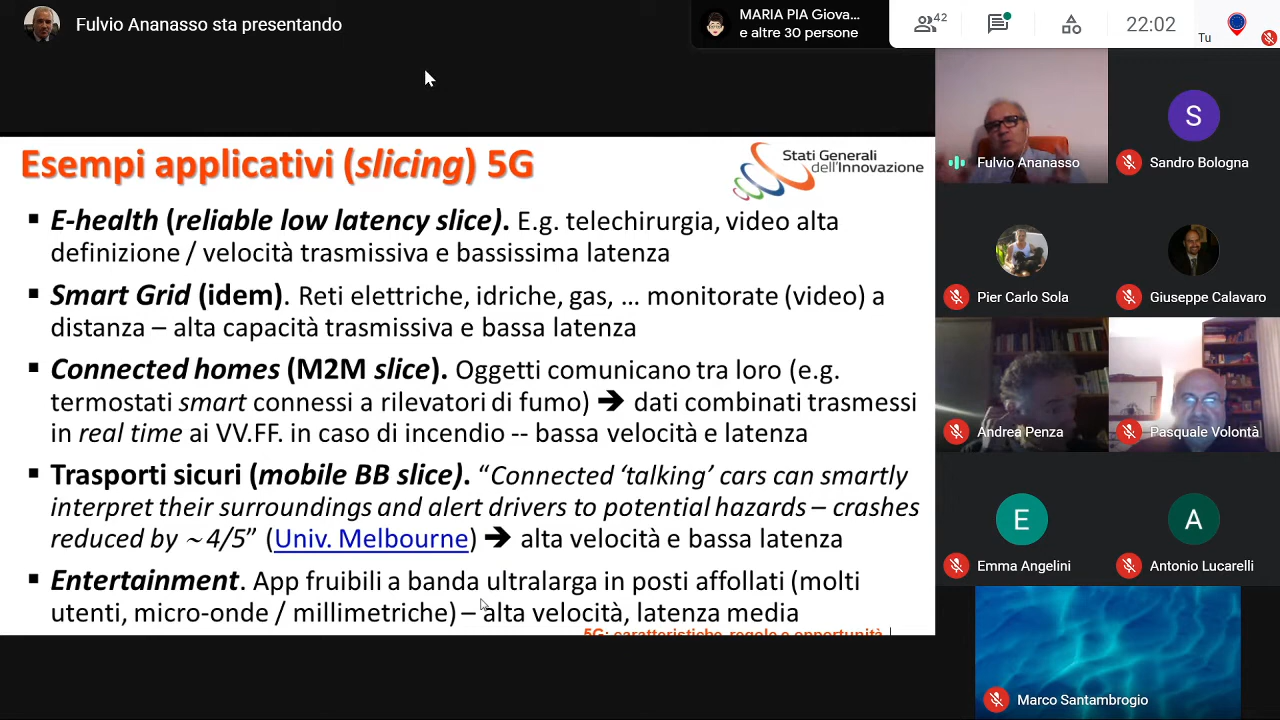 Fulvio Ananasso sta presentando
MARIA PIA Giova...
e altre 30 persone
42
22:02
Tu
Esempi applicativi (slicing) 5G
Stati Generali
dell'Innovazione
▪ E-health (reliable low latency slice). E.g. telechirurgia, video alta
definizione / velocità trasmissiva e bassissima latenza
▪ Smart Grid (idem). Reti elettriche, idriche, gas, … monitorate (video) a
distanza – alta capacità trasmissiva e bassa latenza
▪ Connected homes (M2M slice). Oggetti comunicano tra loro (e.g.
termostati smart connessi a rilevatori di fumo) ➔ dati combinati trasmessi
in real time ai VV.FF. in caso di incendio -- bassa velocità e latenza
▪ Trasporti sicuri (mobile BB slice). “Connected ‘talking’ cars can smartly
interpret their surroundings and alert drivers to potential hazards – crashes
reduced by ~4/5” (Univ. Melbourne) ➔ alta velocità e bassa latenza
▪ Entertainment. App fruibili a banda ultralarga in posti affollati (molti
utenti, micro-onde / millimetriche) – alta velocità, latenza media
5G: caratteristiche, regole e opportunità
Fulvio Ananasso
S
Sandro Bologna
Pier Carlo Sola
Giuseppe Calavaro
Andrea Penza
Pasquale Volontà
E
Emma Angelini
A
Antonio Lucarelli
Marco Santambrogio